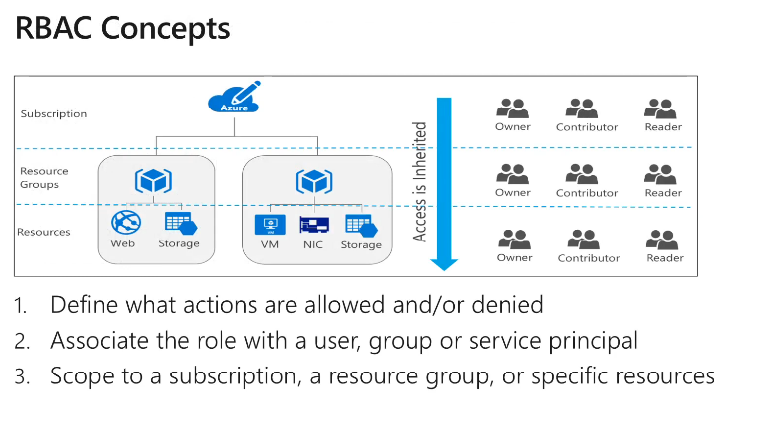 RBAC Concepts
Azure
Subscription
Owner
Contributor
Reader
Access is Inherited
Resource
Groups
Owner
Contributor
Reader
Resources
Web
Storage
VM
VM
NIC
Storage
Owner
Contributor
Reader
1. Define what actions are allowed and/or denied
2. Associate the role with a user, group or service principal
3. Scope to a subscription, a resource group, or specific resources